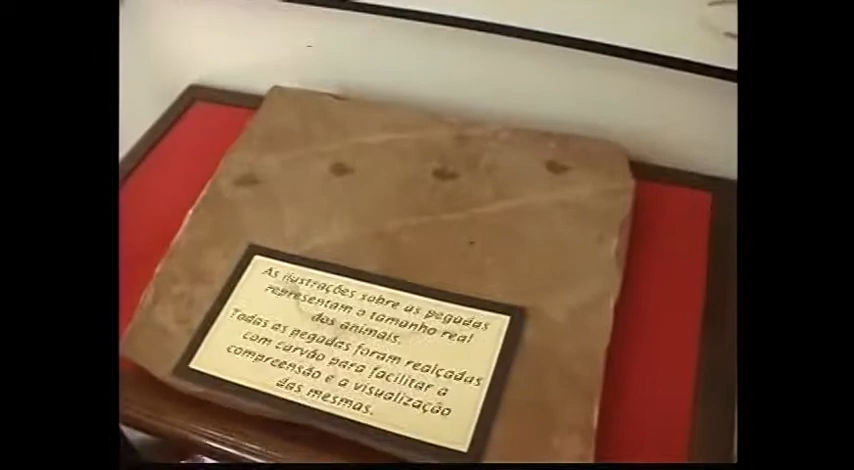 As ilustrações sobre as pegadas
representam o tamanho real
dos animais.
Todas as pegadas foram realçadas
com carvão para facilitar a
compreensão e a visualização
das mesmas.